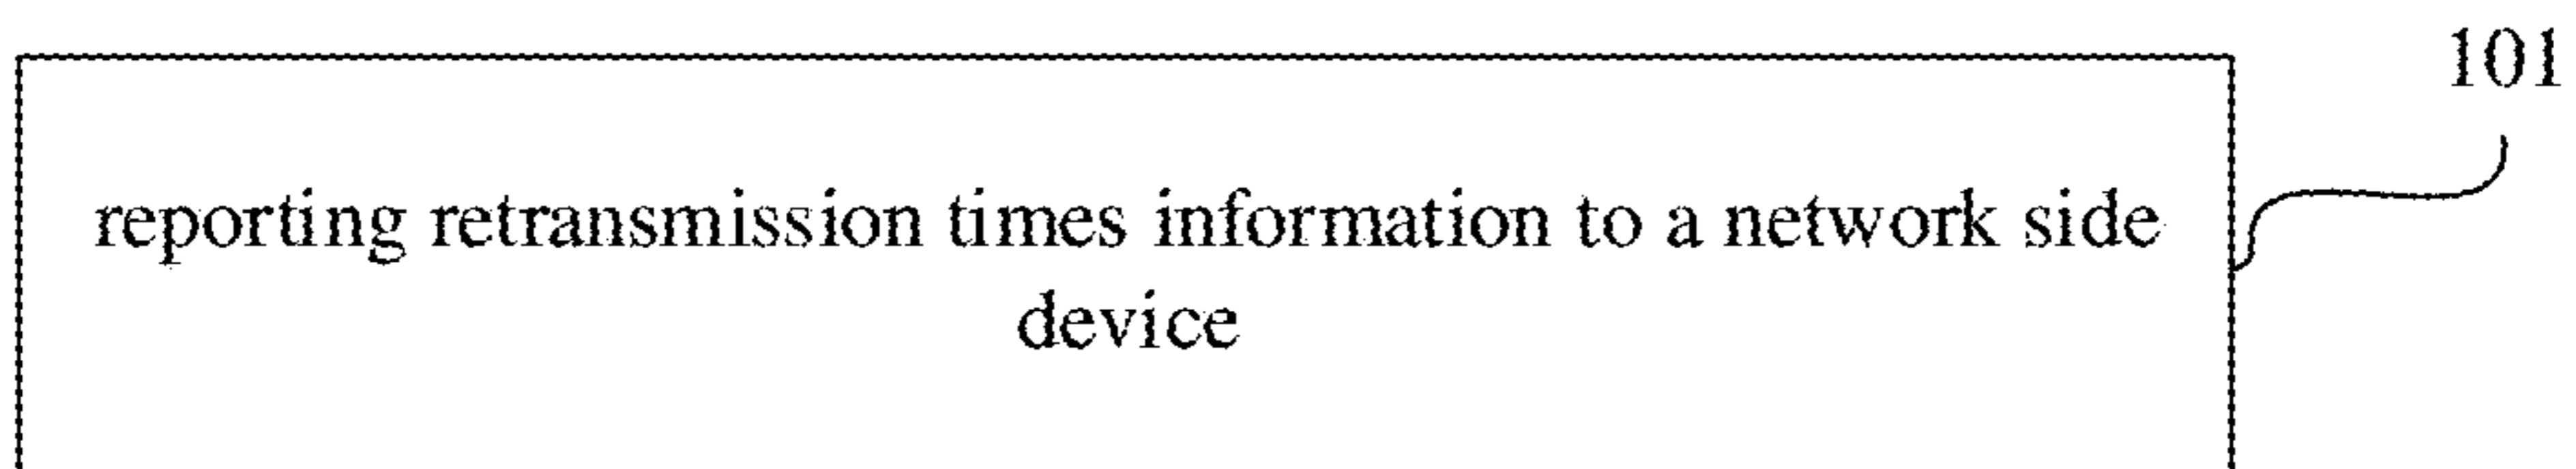 101
reporting retransmission times information to a network side
device